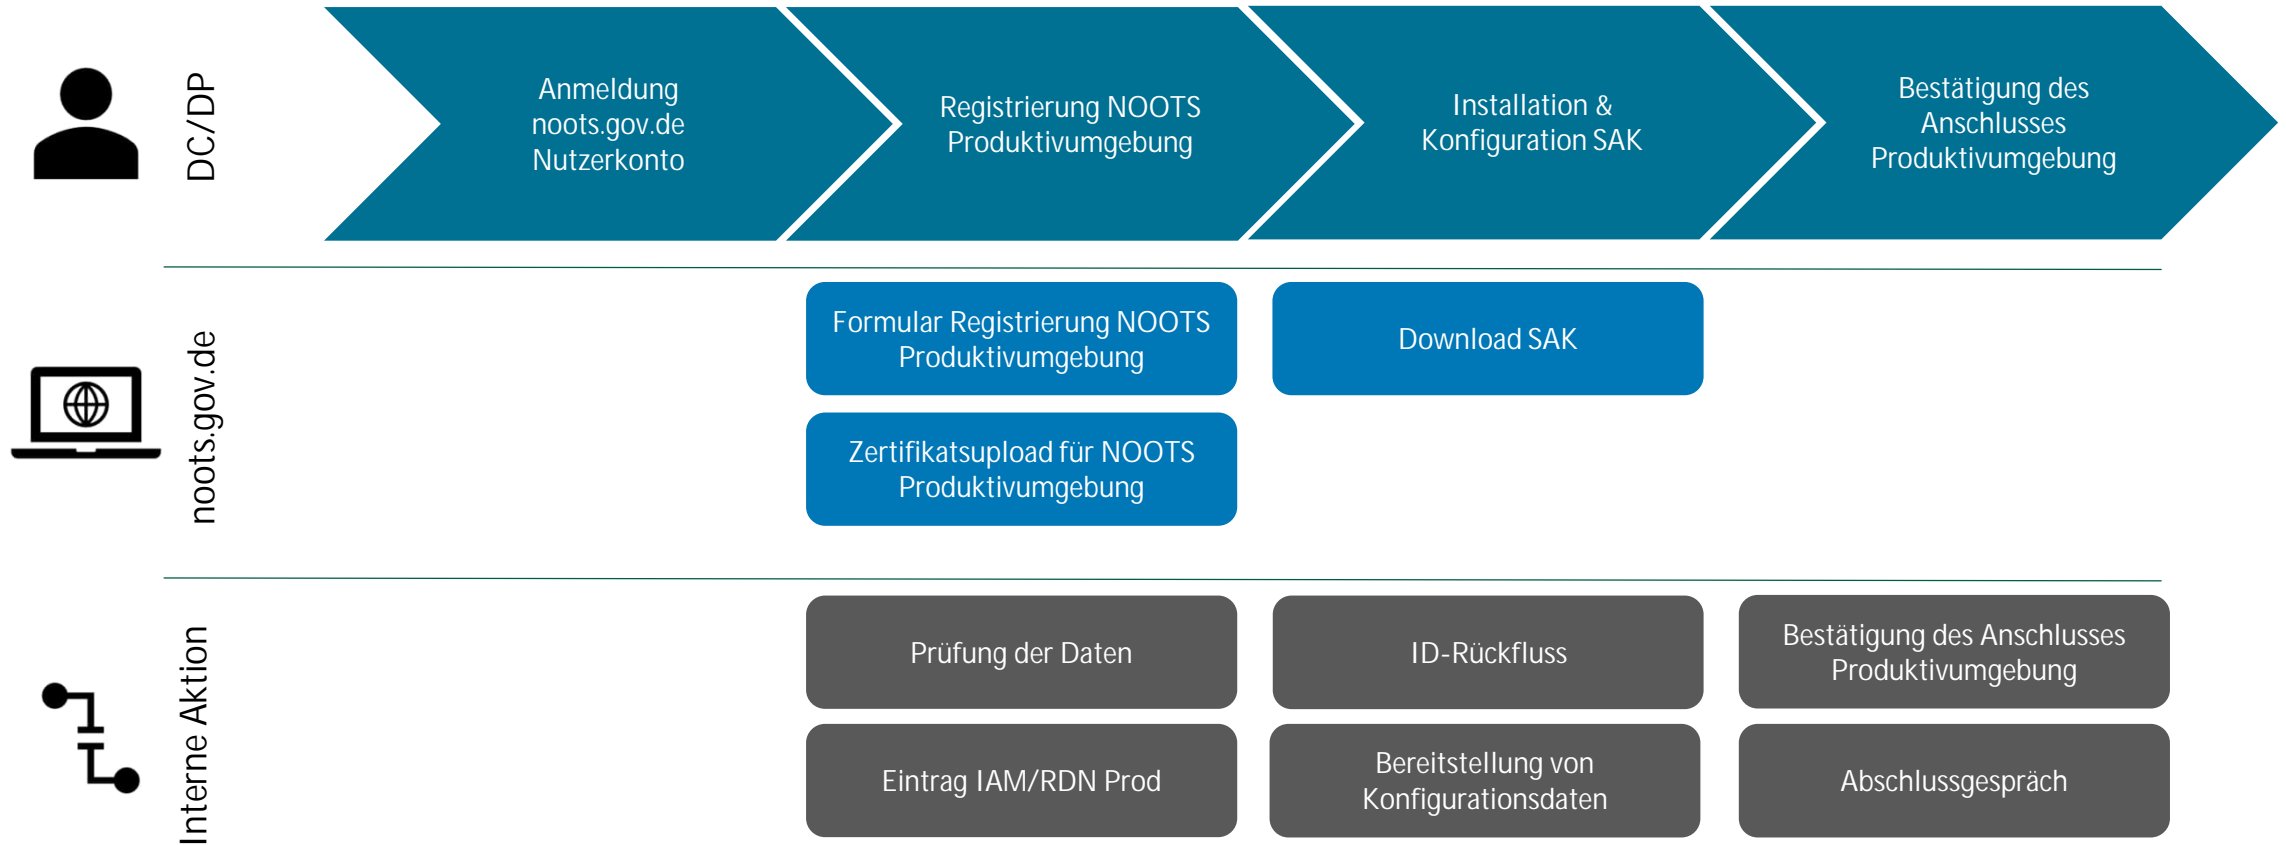 DC/DP
Anmeldung
noots.gov.de
Nutzerkonto
Registrierung NOOTS
Produktivumgebung
Installation &
Konfiguration SAK
Bestätigung des
Anschlusses
Produktivumgebung
noots.gov.de
Formular Registrierung NOOTS
Produktivumgebung
Download SAK
Zertifikatsupload für NOOTS
Produktivumgebung
Interne Aktion
Prüfung der Daten
ID-Rückfluss
Bestätigung des Anschlusses
Produktivumgebung
Eintrag IAM/RDN Prod
Bereitstellung von
Konfigurationsdaten
Abschlussgespräch